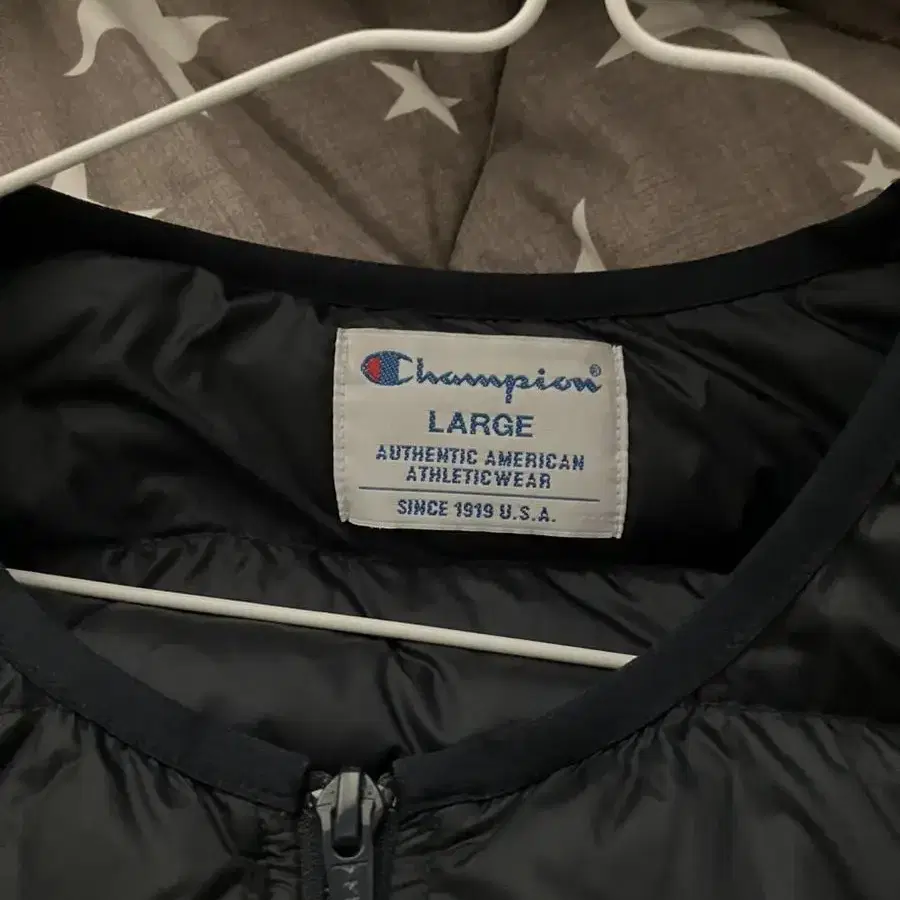 Champion®
LARGE
AUTHENTIC AMERICAN
ATHLETICWEAR
SINCE 1919 U.S.A.